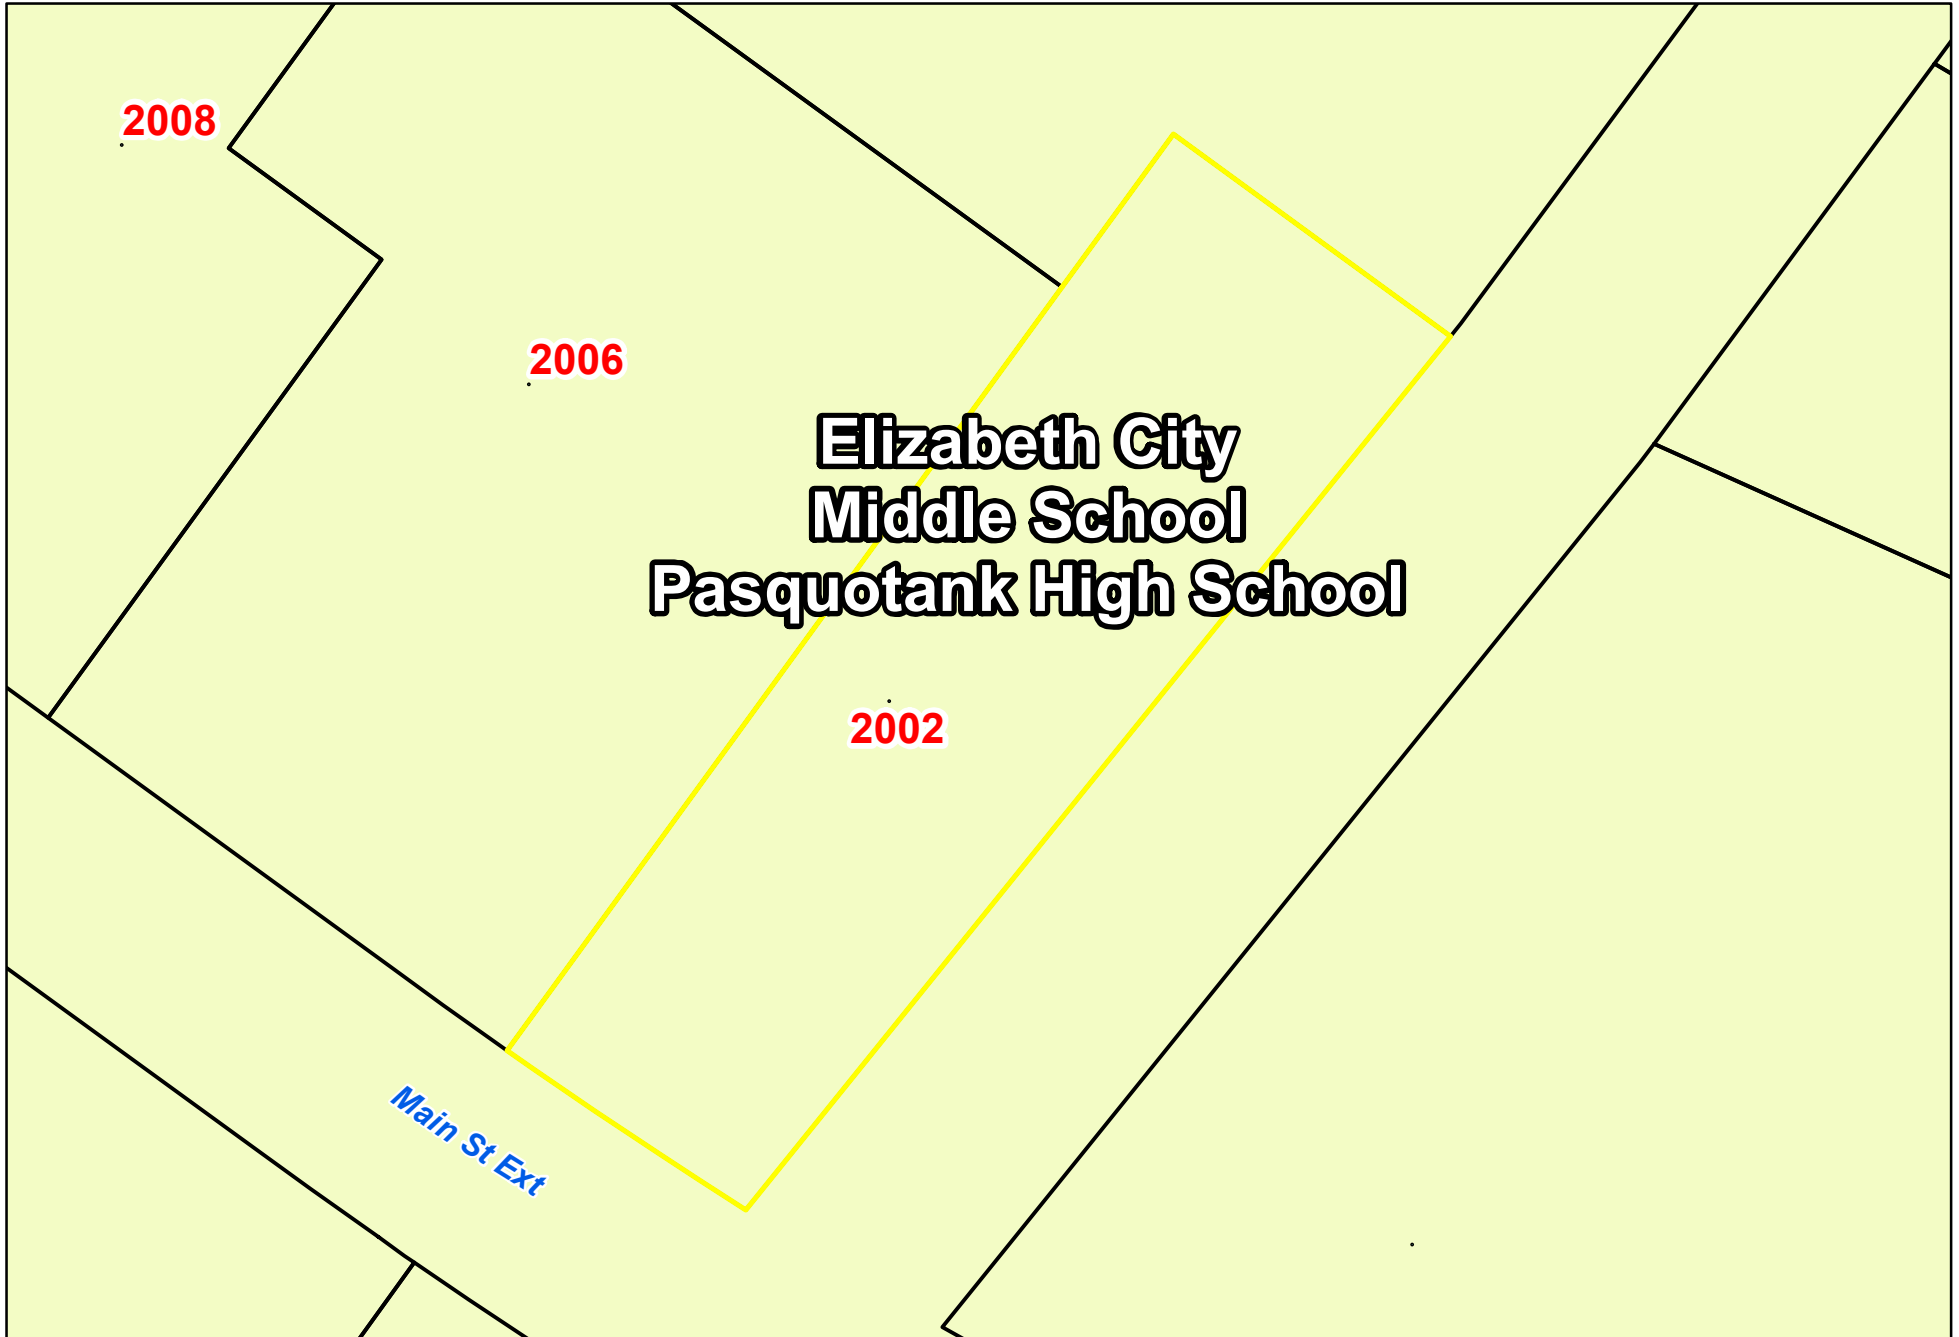 2008
2006
Elizabeth City
Middle School
Pasquotank High School
2002
Main St Ext